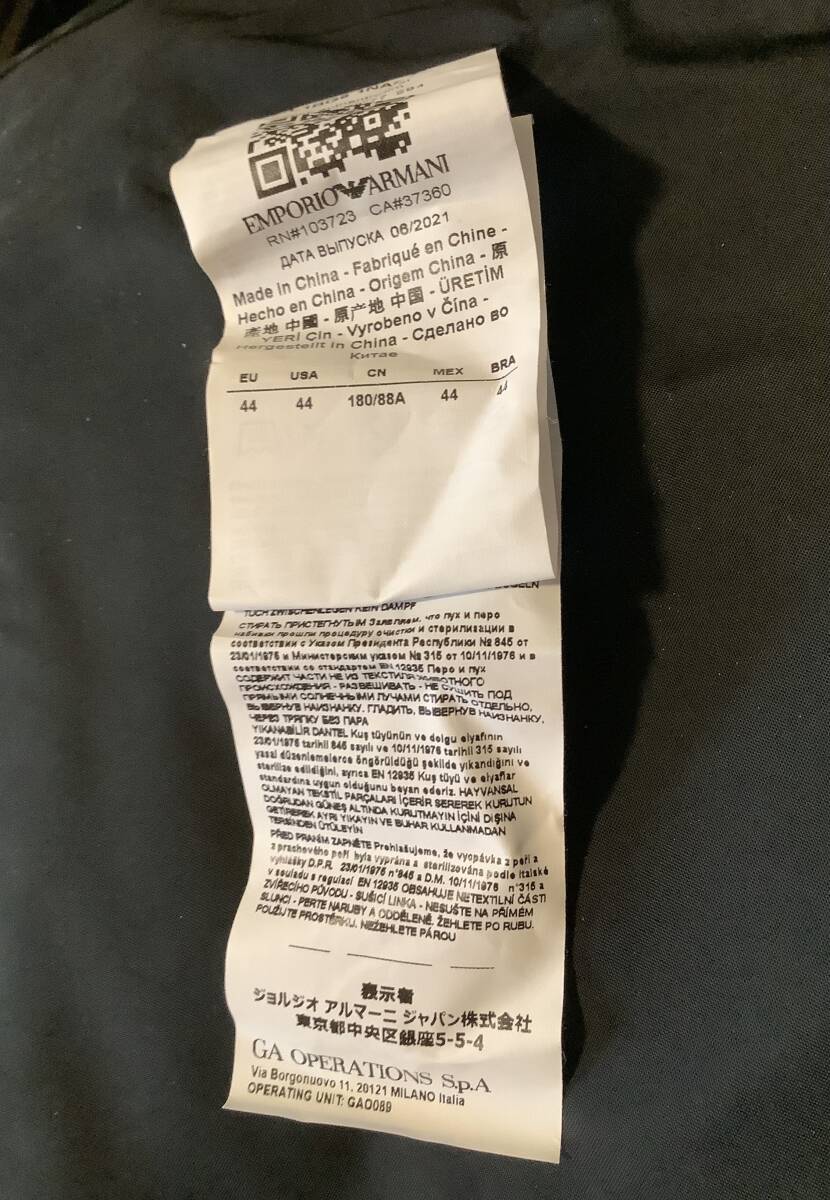 EMPORIO ARMANI
RN#103723 CA#37360
ДАТА ВЫПУСКА 06/2021
Made in China - Fabriqué en Chine -
Hecho en China - Origem China - 原
產地 中國 - 原产地 中国 - ÜRETİM
YERİ Çin - Vyrobeno v Čína -
Hergestellt in China - Сделано во
Китае
EU USA CN MEX BRA
44 44 180/88A 44 44
TUCH ZWISCHENLEGEN KEIN DAMPF
СТИРАТЬ ПРИСТЕГНУТЫМ Заявляем, что пух и перо
набивки прошли процедуру очистки и стерилизации в
соответствии с Указом Президента Республики № 845 от
23/01/1976 и Министерским указом № 315 от 10/11/1976 и в
соответствии со стандартом EN 12935 Перо и пух
СОДЕРЖИТ ЧАСТИ НЕ ИЗ ТЕКСТИЛЯ ЖИВОТНОГО
ПРОИСХОЖДЕНИЯ - РАЗВЕШИВАТЬ - НЕ СУШИТЬ ПОД
ПРЯМЫМИ СОЛНЕЧНЫМИ ЛУЧАМИ СТИРАТЬ ОТДЕЛЬНО,
ВЫВЕРНУВ НАИЗНАНКУ. ГЛАДИТЬ, ВЫВЕРНУВ НАИЗНАНКУ,
ЧЕРЕЗ ТРЯПКУ БЕЗ ПАРА
YIKANABİLİR DANTEL Kuş tüyünün ve dolgu elyafının
23/01/1976 tarihli 845 sayılı ve 10/11/1976 tarihli 315 sayılı
yasal düzenlemelerce öngörüldüğü şekilde yıkandığını ve
sterilize edildiğini, ayrıca EN 12935 Kuş tüyü ve elyaflar
standardına uygun olduğunu beyan ederiz. HAYVANSAL
OLMAYAN TEKSTİL PARÇALARI İÇERİR SEREREK KURUTUN
DOĞRUDAN GÜNEŞ ALTINDA KURUTMAYIN İÇİNİ DIŞINA
GETİREREK AYRI YIKAYIN VE BUHAR KULLANMADAN
TERSİNDEN ÜTÜLEYİN
PŘED PRANÍM ZAPNĚTE Prohlašujeme, že vycpávka z peří a
z prachového peří byla vyprána a sterilizována podle italské
vyhlášky D.P.R. 23/01/1976 n°845 a D.M. 10/11/1976 n°315 a
v souladu s regulací EN 12935 OBSAHUJE NETEXTILNÍ ČÁSTI
ZVÍŘECÍHO PŮVODU - SUŠICÍ LINKA - NESUŠTE NA PŘÍMÉM
SLUNCI - PERTE NARUBY A ODDĚLENĚ. ŽEHLETE PO RUBU.
POUŽIJTE PROSTĚRKU. NEŽEHLETE PÁROU
表示者
ジョルジオ アルマーニ ジャパン株式会社
東京都中央区銀座5-5-4
GA OPERATIONS S.p.A
Via Borgonuovo 11, 20121 MILANO Italia
OPERATING UNIT: GAO089